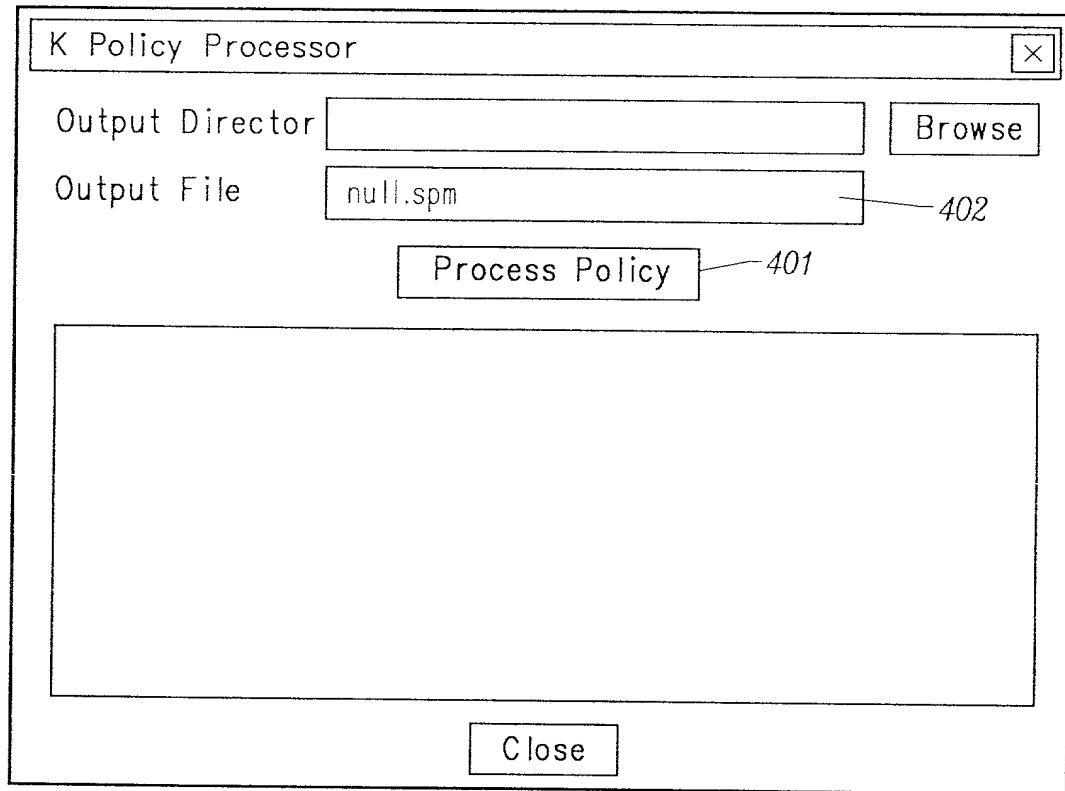 K Policy Processor
Output Director
Browse
Output File
null.spm
402
Process Policy
401
Close